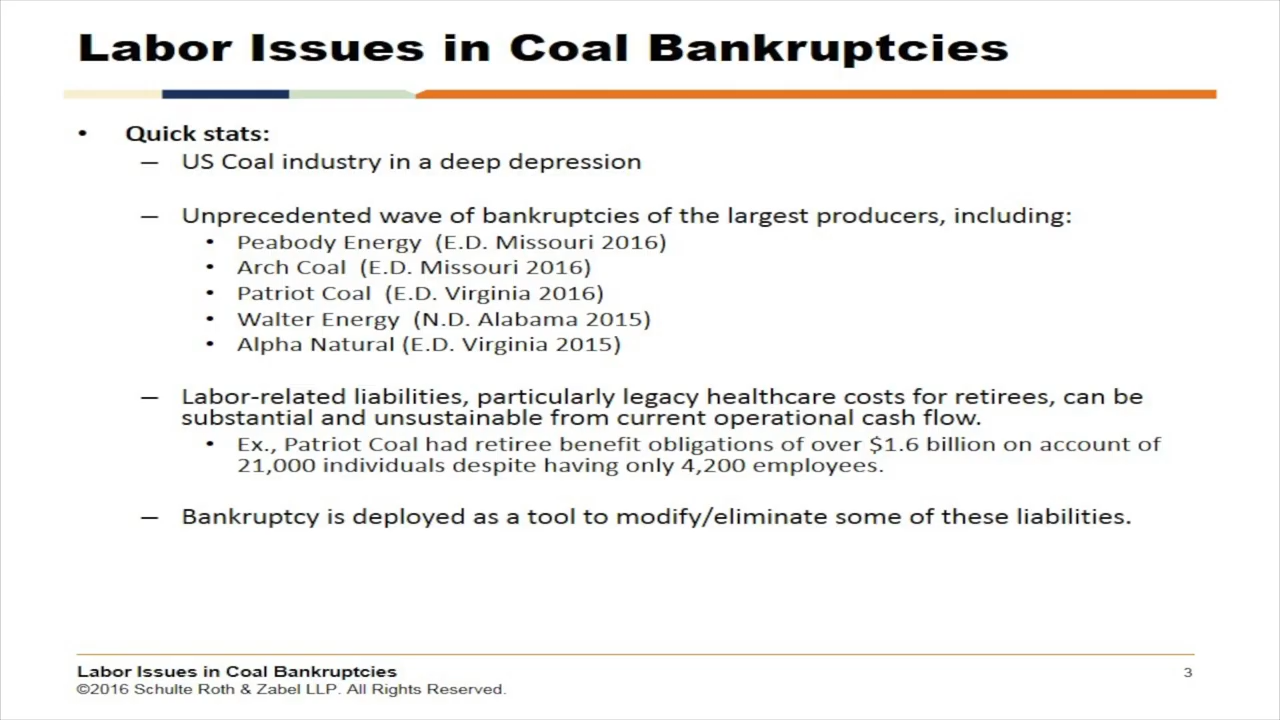 Labor Issues in Coal Bankruptcies
• Quick stats:
– US Coal industry in a deep depression
– Unprecedented wave of bankruptcies of the largest producers, including:
• Peabody Energy (E.D. Missouri 2016)
• Arch Coal (E.D. Missouri 2016)
• Patriot Coal (E.D. Virginia 2016)
• Walter Energy (N.D. Alabama 2015)
• Alpha Natural (E.D. Virginia 2015)
– Labor-related liabilities, particularly legacy healthcare costs for retirees, can be
substantial and unsustainable from current operational cash flow.
• Ex., Patriot Coal had retiree benefit obligations of over $1.6 billion on account of
21,000 individuals despite having only 4,200 employees.
– Bankruptcy is deployed as a tool to modify/eliminate some of these liabilities.
Labor Issues in Coal Bankruptcies
©2016 Schulte Roth & Zabel LLP. All Rights Reserved.
3